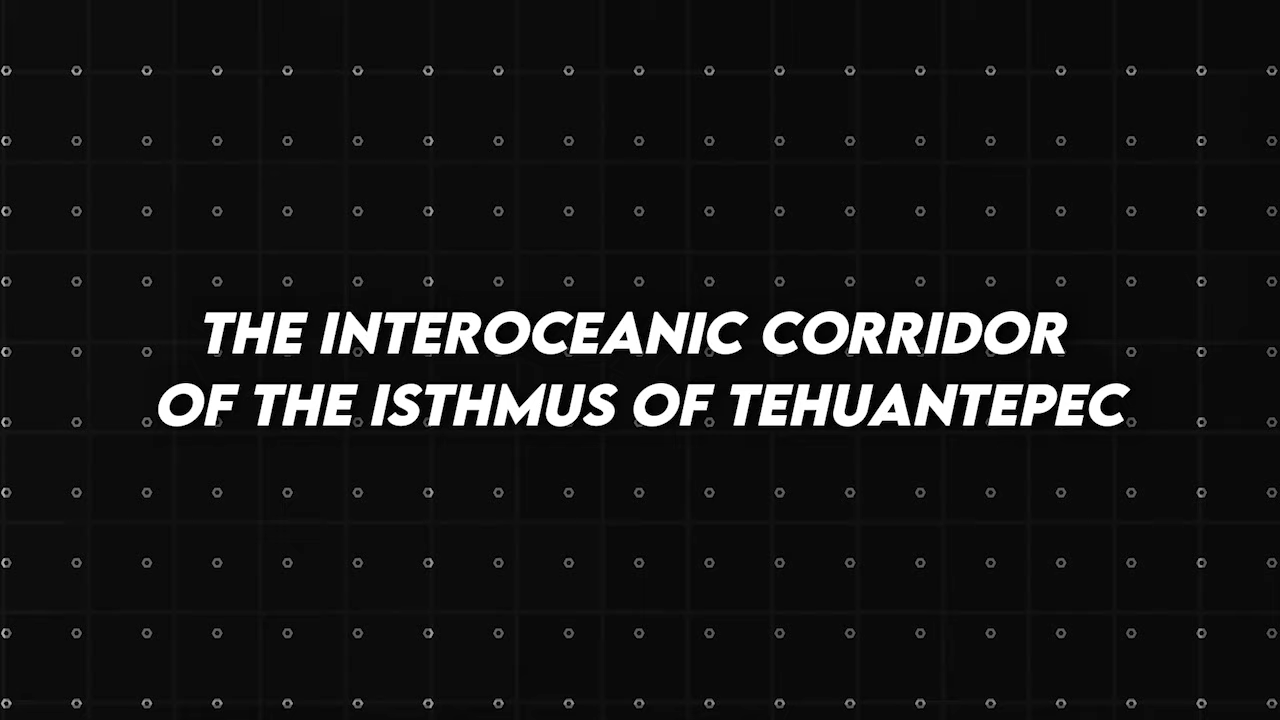 THE INTEROCEANIC CORRIDOR
OF THE ISTHMUS OF TEHUANTEPEC